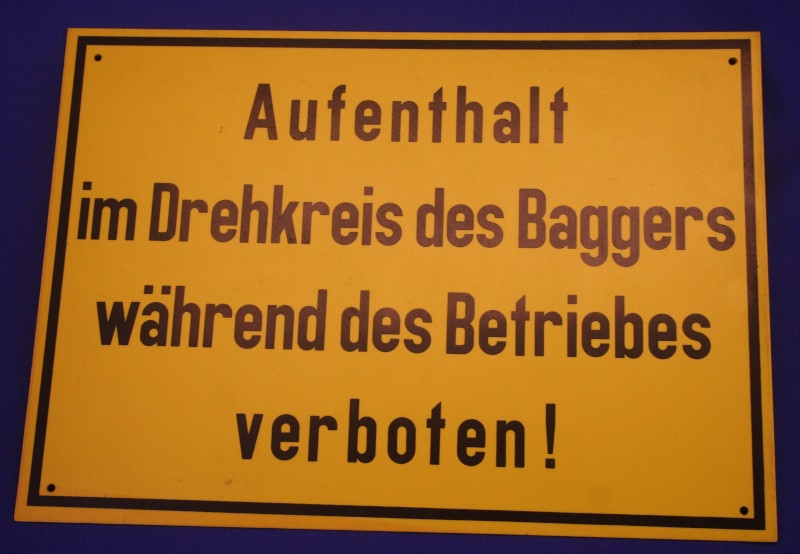 Aufenthalt
im Drehkreis des Baggers
während des Betriebes
verboten!